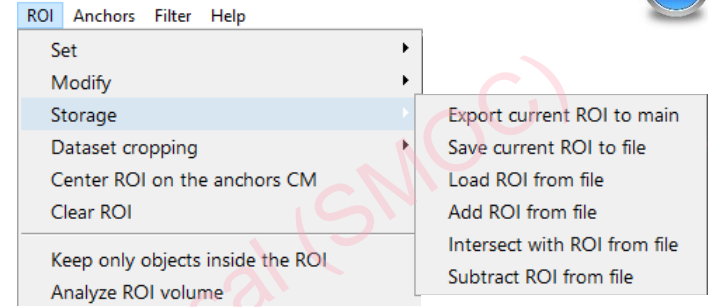 ROI Anchors Filter Help
Set
Modify
Storage
Dataset cropping
Center ROI on the anchors CM
Clear ROI
Keep only objects inside the ROI
Analyze ROI volume
Export current ROI to main
Save current ROI to file
Load ROI from file
Add ROI from file
Intersect with ROI from file
Subtract ROI from file
(SMOC)